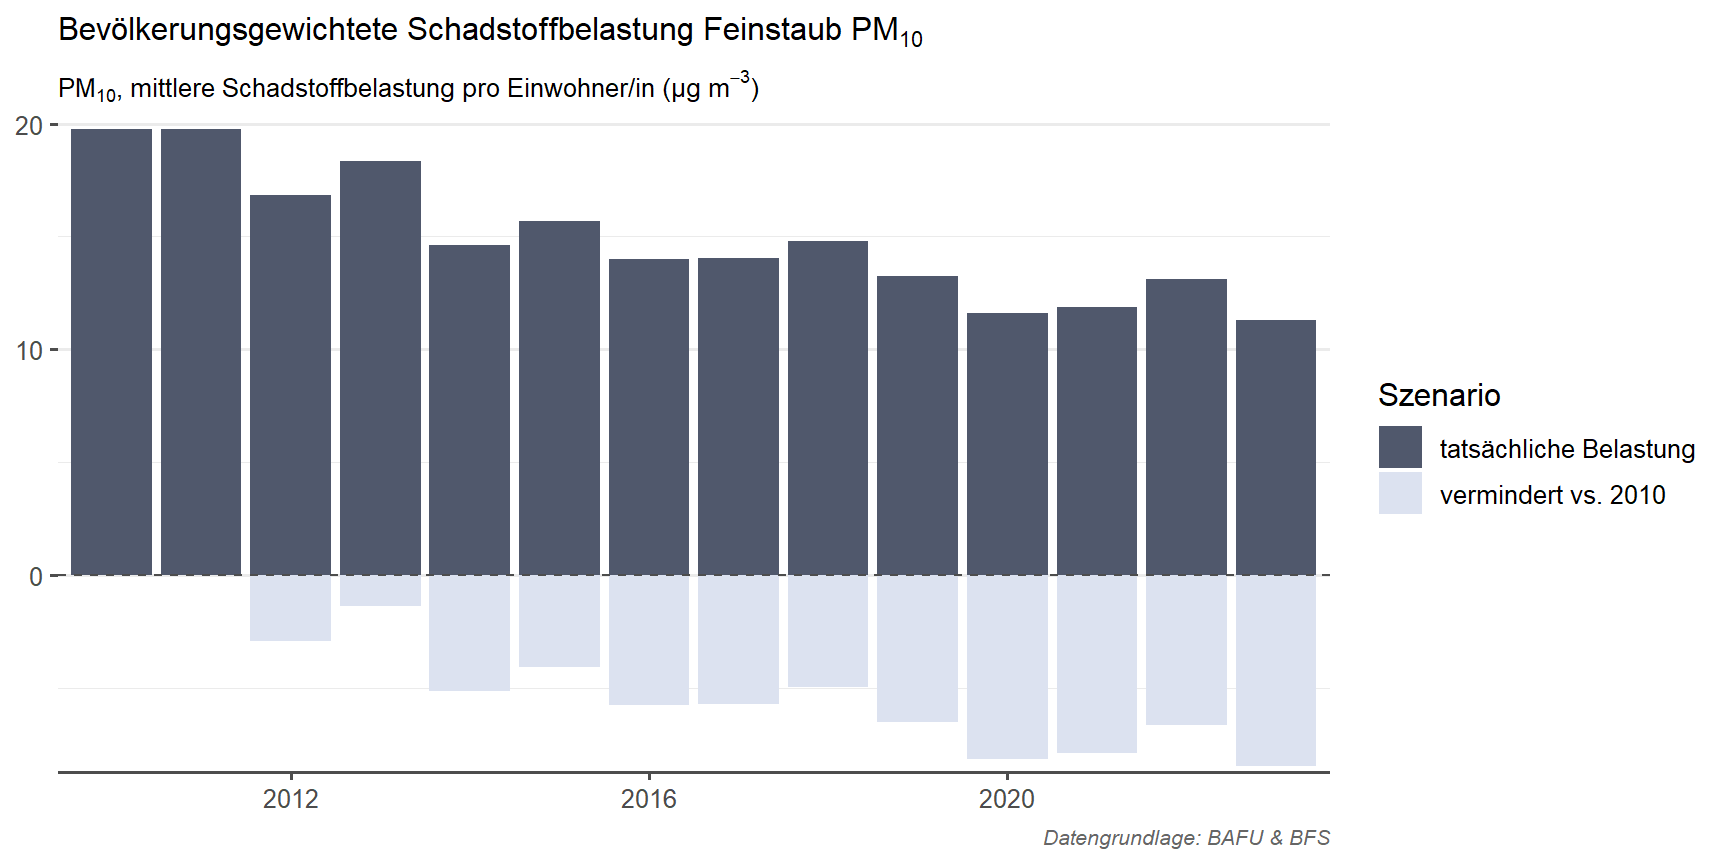 Bevölkerungsgewichtete Schadstoffbelastung Feinstaub PM₁₀
PM₁₀, mittlere Schadstoffbelastung pro Einwohner/in (µg m⁻³)
20
10
0
2012 2016 2020
Szenario
tatsächliche Belastung
vermindert vs. 2010
Datengrundlage: BAFU & BFS